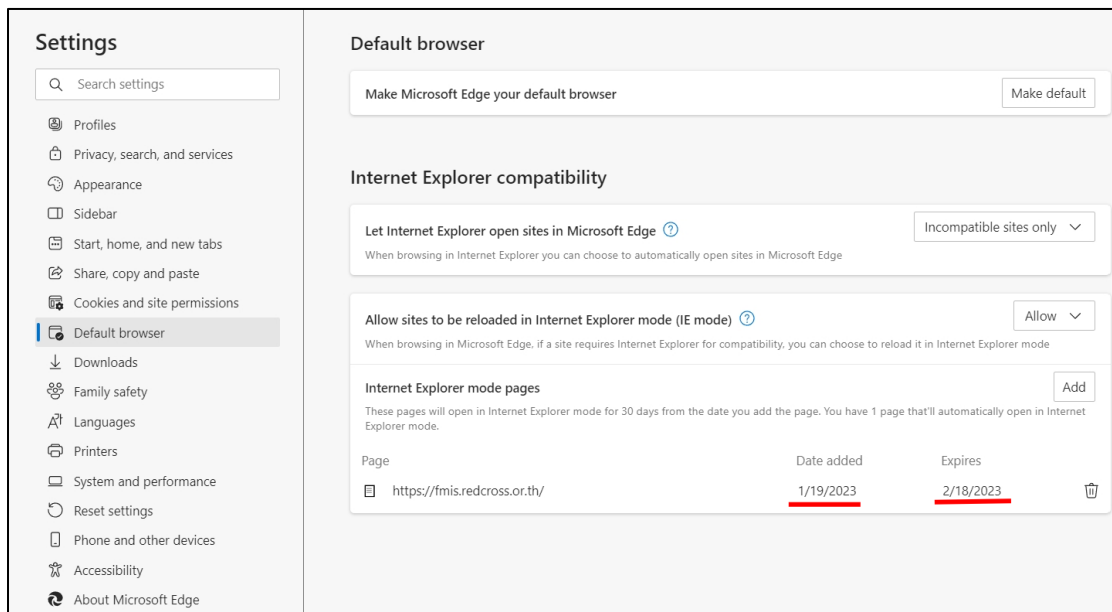 Settings
Search settings
Profiles
Privacy, search, and services
Appearance
Sidebar
Start, home, and new tabs
Share, copy and paste
Cookies and site permissions
Default browser
Downloads
Family safety
Languages
Printers
System and performance
Reset settings
Phone and other devices
Accessibility
About Microsoft Edge
Default browser
Make Microsoft Edge your default browser
Make default
Internet Explorer compatibility
Let Internet Explorer open sites in Microsoft Edge
Incompatible sites only
When browsing in Internet Explorer you can choose to automatically open sites in Microsoft Edge
Allow sites to be reloaded in Internet Explorer mode (IE mode)
Allow
When browsing in Microsoft Edge, if a site requires Internet Explorer for compatibility, you can choose to reload it in Internet Explorer mode
Internet Explorer mode pages
Add
These pages will open in Internet Explorer mode for 30 days from the date you add the page. You have 1 page that'll automatically open in Internet
Explorer mode.
Page Date added Expires
https://fmis.redcross.or.th/ 1/19/2023 2/18/2023